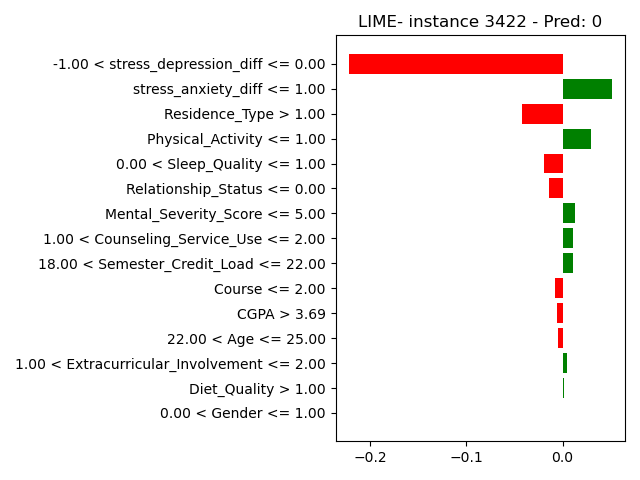 LIME- instance 3422 - Pred: 0
-1.00 < stress_depression_diff <= 0.00
stress_anxiety_diff <= 1.00
Residence_Type > 1.00
Physical_Activity <= 1.00
0.00 < Sleep_Quality <= 1.00
Relationship_Status <= 0.00
Mental_Severity_Score <= 5.00
1.00 < Counseling_Service_Use <= 2.00
18.00 < Semester_Credit_Load <= 22.00
Course <= 2.00
CGPA > 3.69
22.00 < Age <= 25.00
1.00 < Extracurricular_Involvement <= 2.00
Diet_Quality > 1.00
0.00 < Gender <= 1.00
−0.2 −0.1 0.0